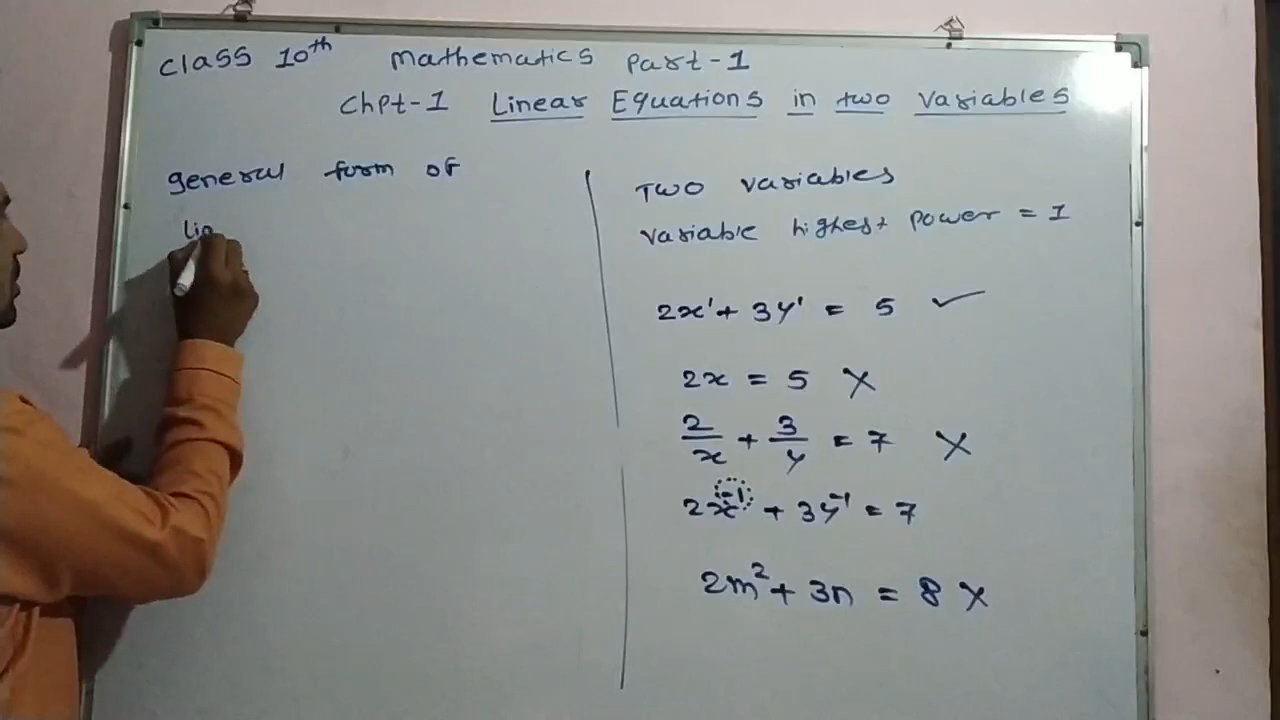 class 10th Mathematics Part-1
Chpt-1 Linear Equations in two variables
general form of
Lin
Two variables
variable highest power = 1
2x¹ + 3y¹ = 5 ✓
2x = 5 X
2/x + 3/y = 7 X
2x⁻¹ + 3y⁻¹ = 7
2m² + 3n = 8 X